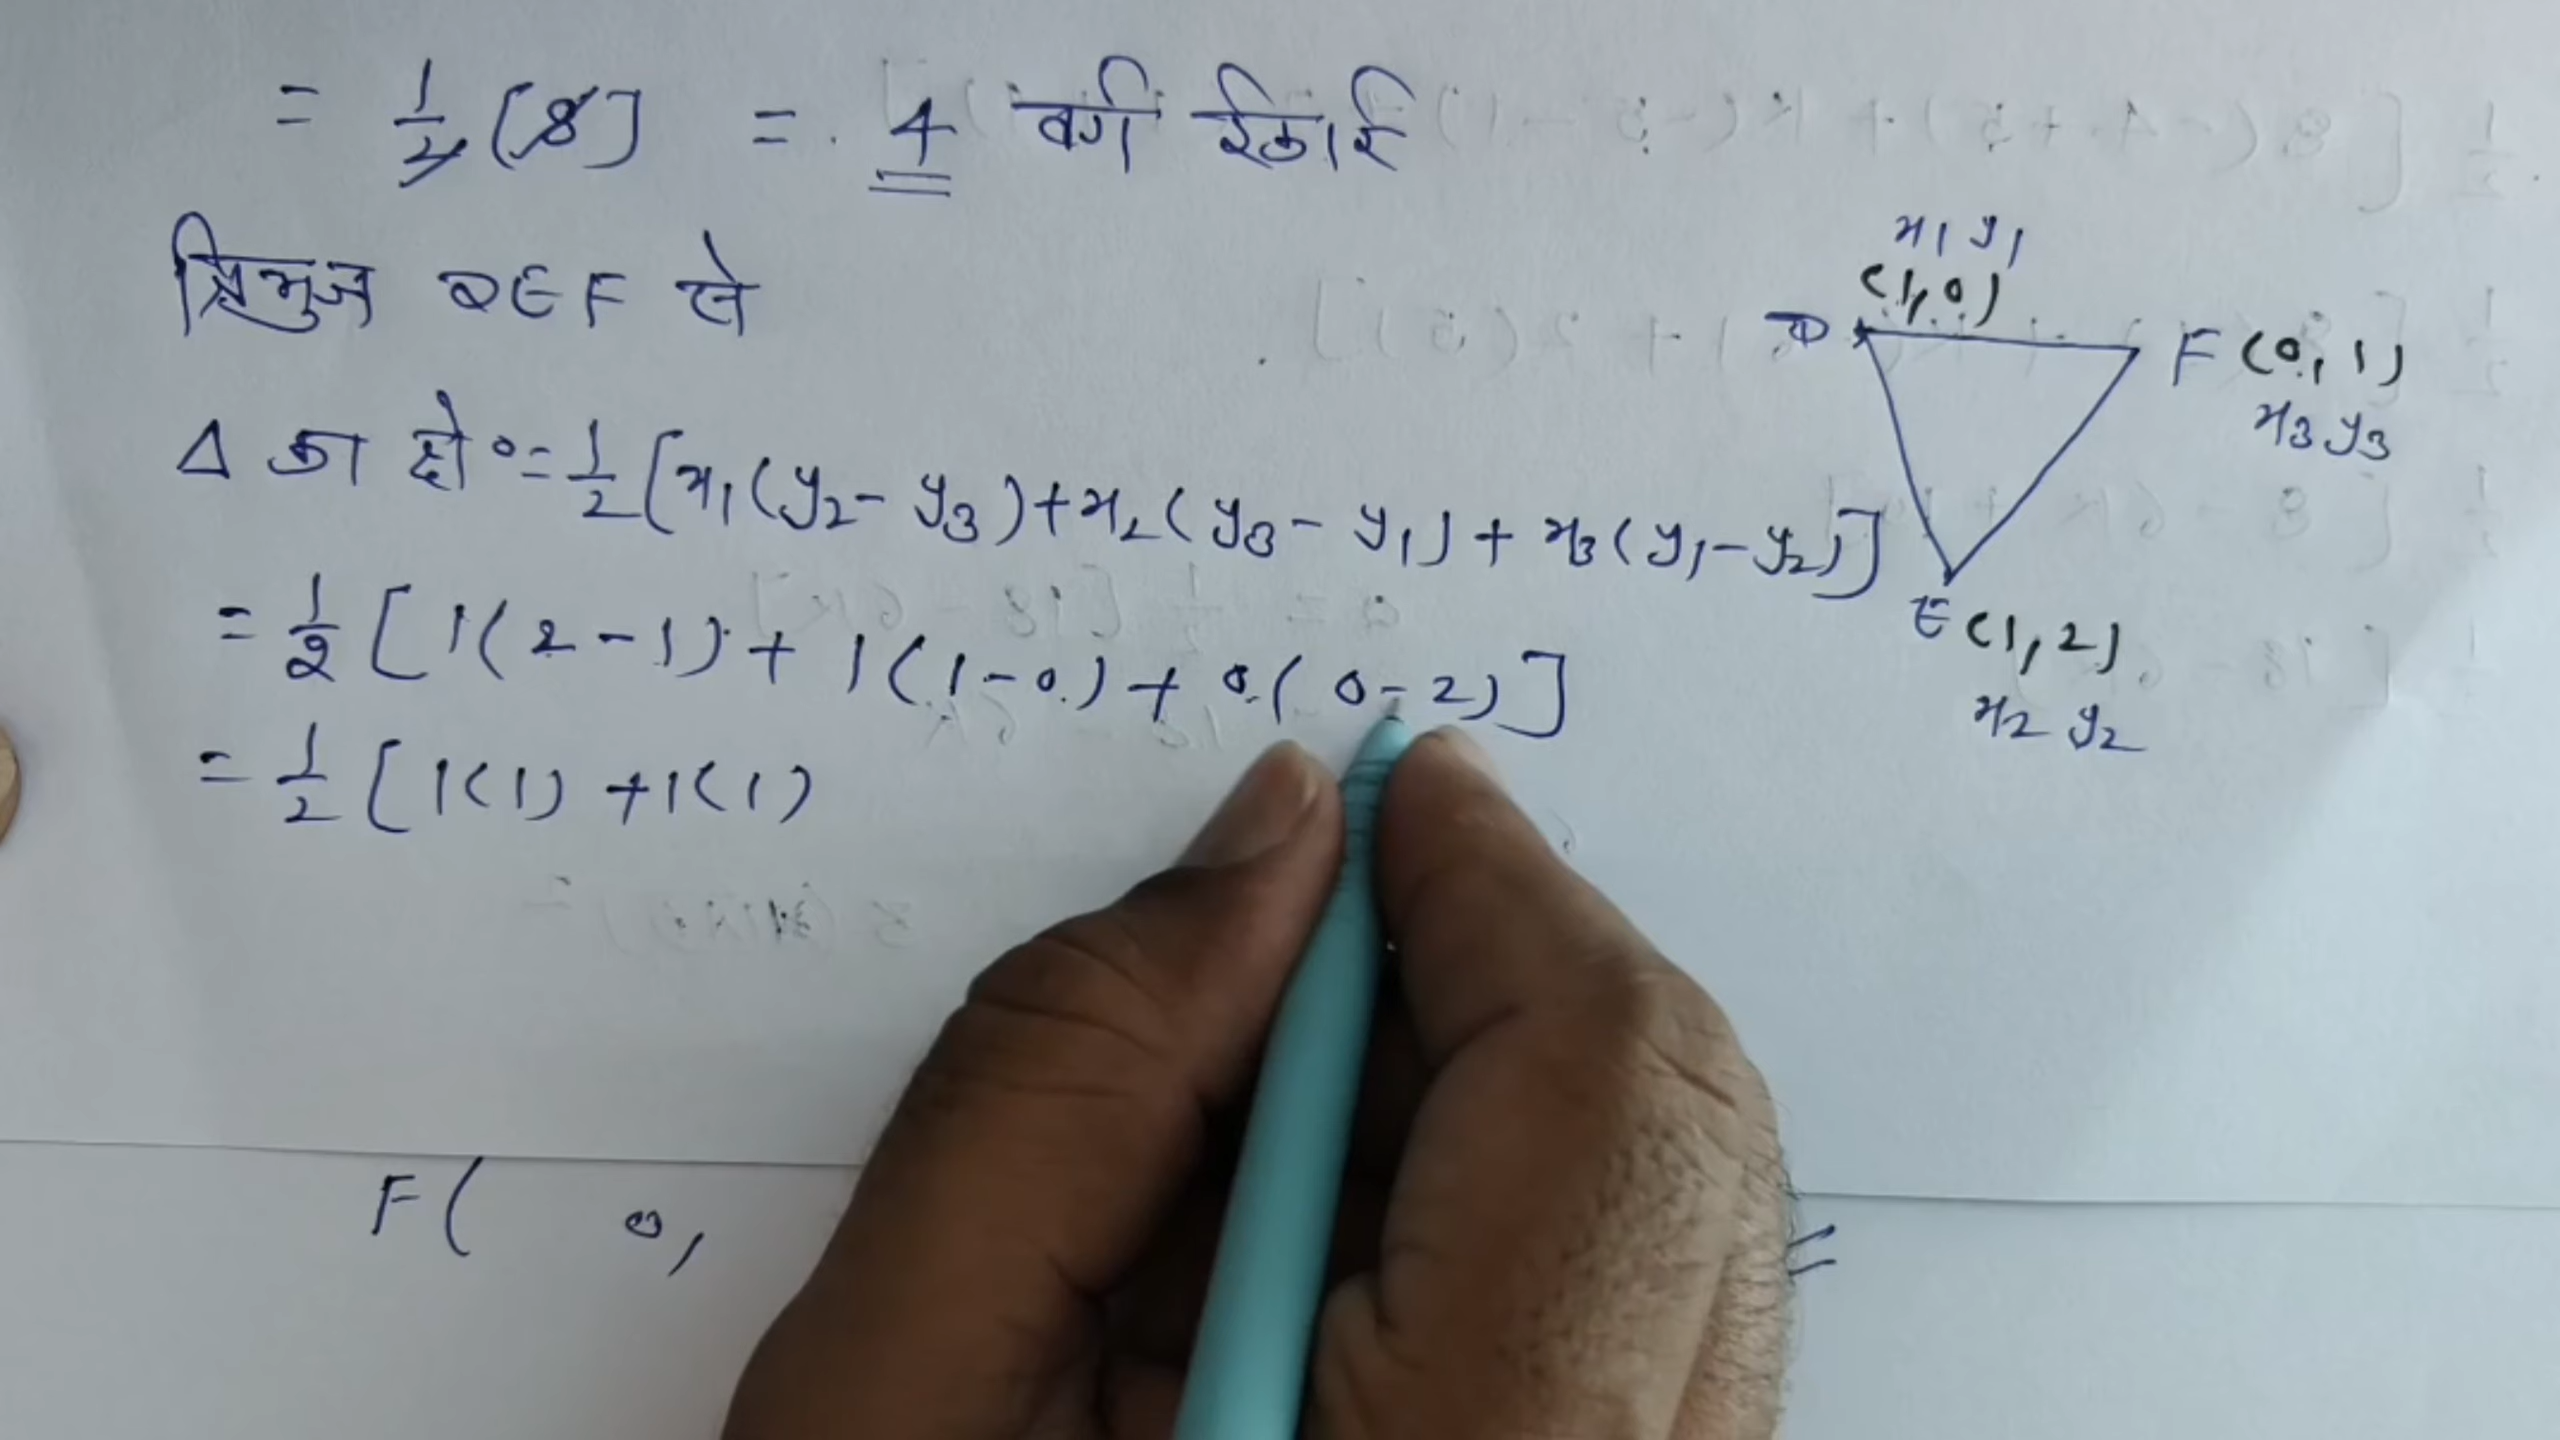 = 1/2 [8] = 4 वर्ग ईकाई
त्रिभुज DEF से
Δ का क्षे० = 1/2 [x1(y2 - y3) + x2(y3 - y1) + x3(y1 - y2)]
= 1/2 [1(2 - 1) + 1(1 - 0) + 0(0 - 2)]
= 1/2 [1(1) + 1(1)
x1 y1
(1, 0)
D
F (0, 1)
x3 y3
E (1, 2)
x2 y2
F( 0,